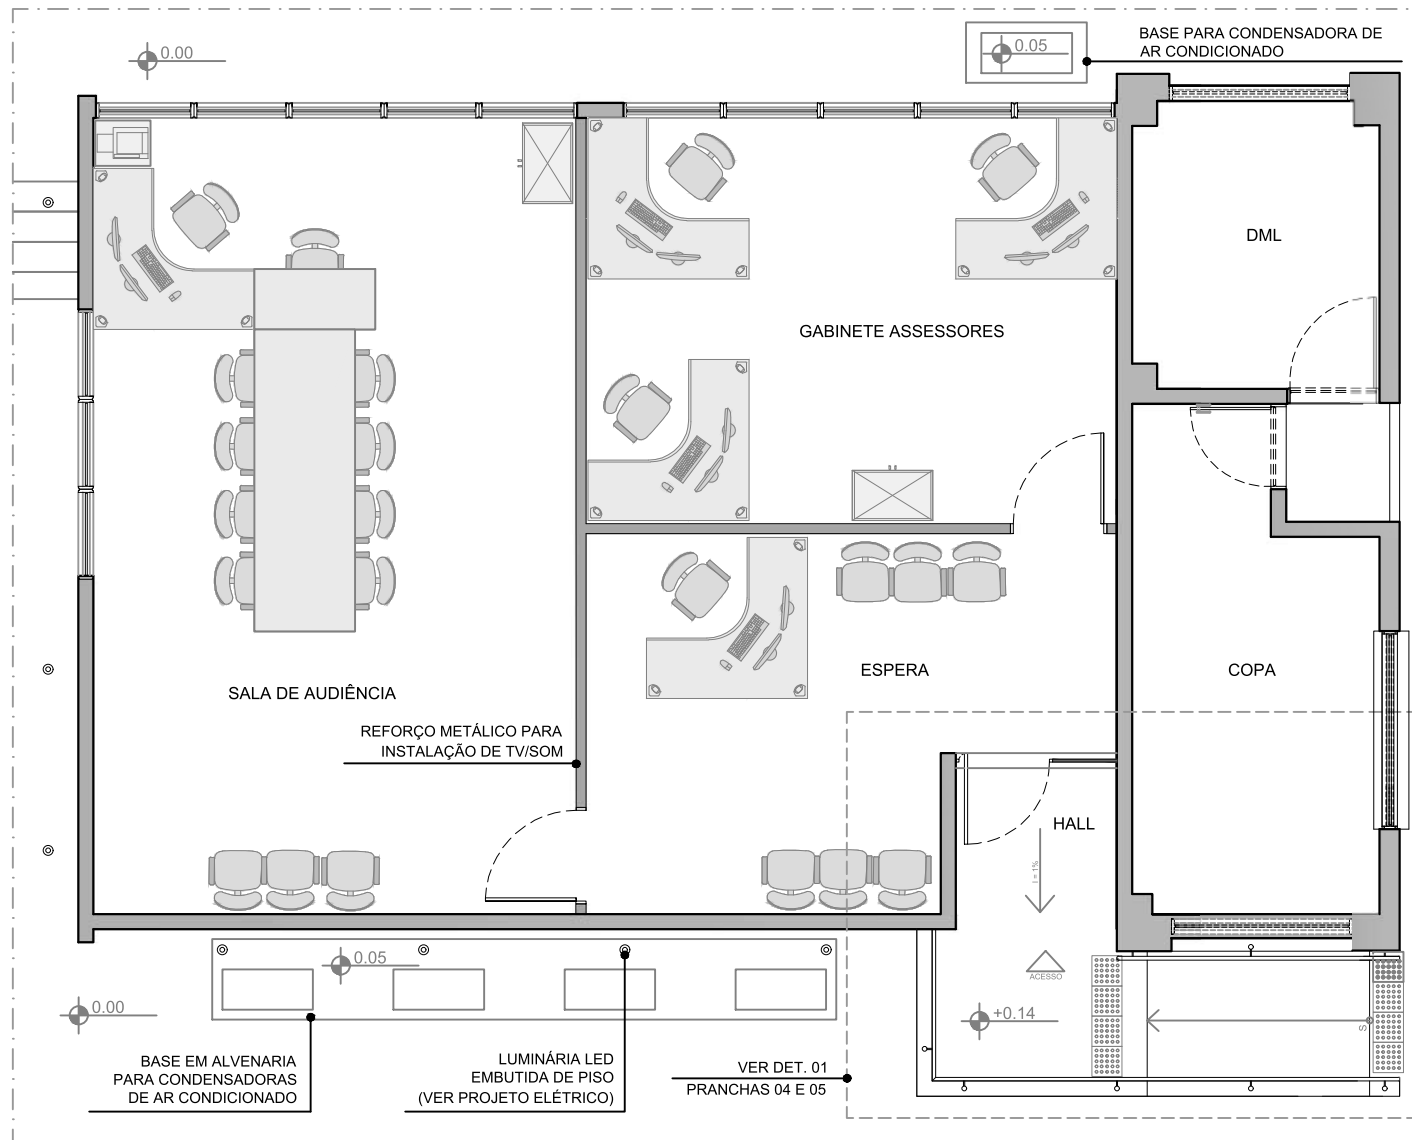 0.00
0.05
BASE PARA CONDENSADORA DE
AR CONDICIONADO
DML
GABINETE ASSESSORES
SALA DE AUDIÊNCIA
ESPERA
COPA
REFORÇO METÁLICO PARA
INSTALAÇÃO DE TV/SOM
HALL
i = 1%
ACESSO
0.05
0.00
+0.14
S
BASE EM ALVENARIA
PARA CONDENSADORAS
DE AR CONDICIONADO
LUMINÁRIA LED
EMBUTIDA DE PISO
(VER PROJETO ELÉTRICO)
VER DET. 01
PRANCHAS 04 E 05